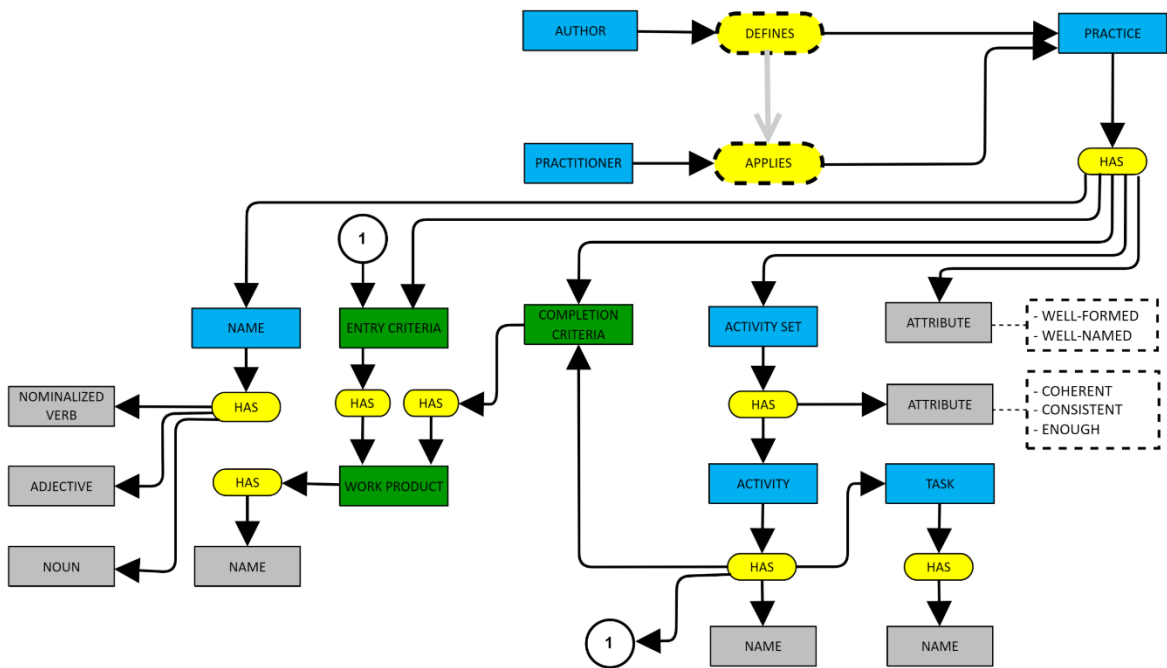 AUTHOR
DEFINES
PRACTICE
PRACTITIONER
APPLIES
HAS
1
NAME
ENTRY CRITERIA
COMPLETION
CRITERIA
ACTIVITY SET
ATTRIBUTE
- WELL-FORMED
- WELL-NAMED
NOMINALIZED
VERB
HAS
HAS
HAS
HAS
ATTRIBUTE
- COHERENT
- CONSISTENT
- ENOUGH
ADJECTIVE
HAS
WORK PRODUCT
ACTIVITY
TASK
NOUN
NAME
HAS
HAS
1
NAME
NAME